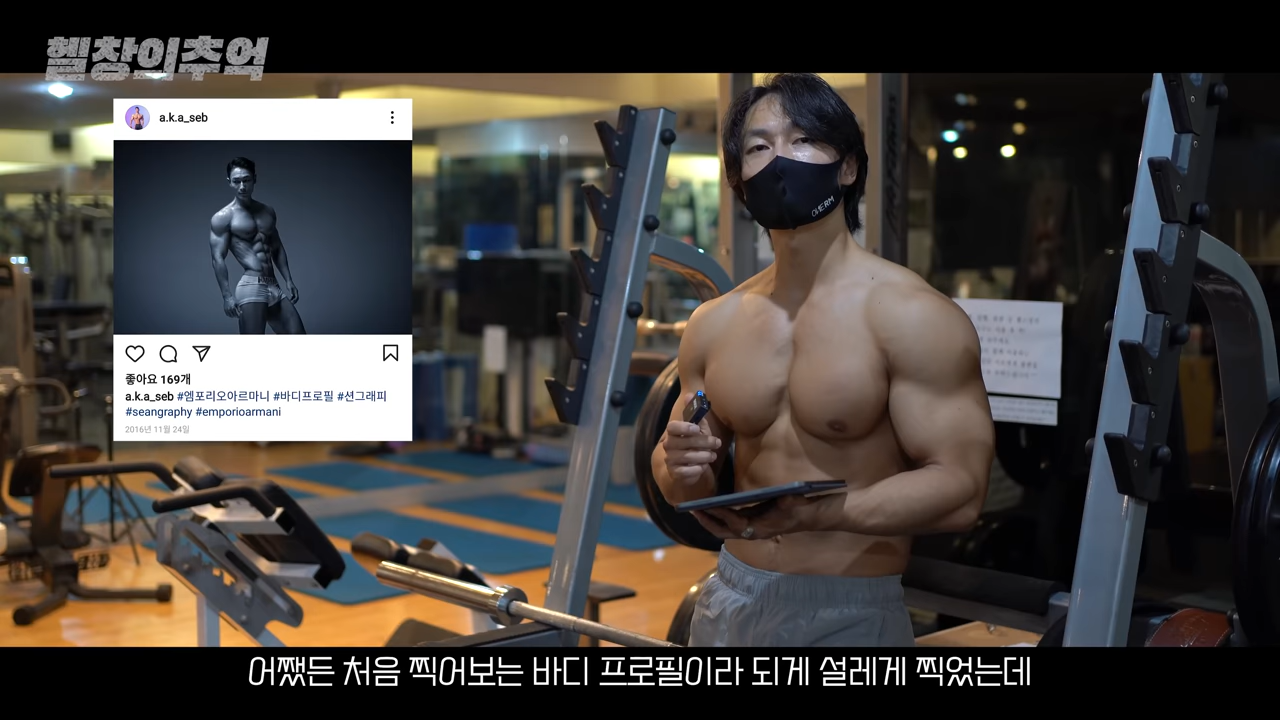 헬창의추억
a.k.a_seb
좋아요 169개
a.k.a_seb #엠포리오아르마니 #바디프로필 #션그래피
#seangraphy #emporioarmani
2016년 11월 24일
어쨌든 처음 찍어보는 바디 프로필이라 되게 설레게 찍었는데